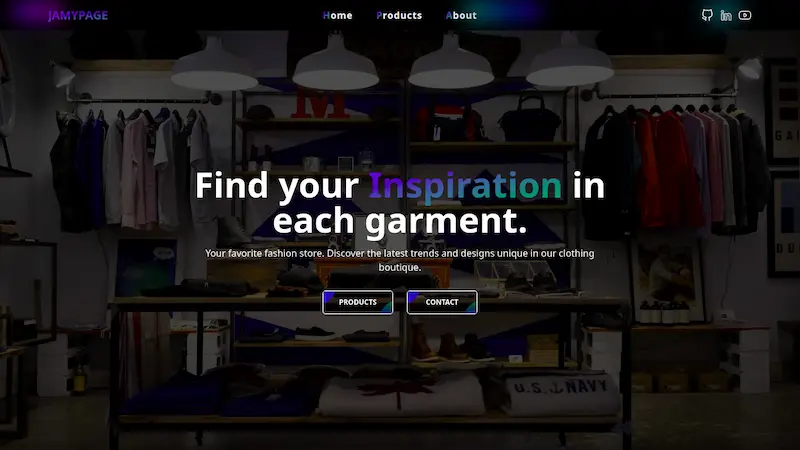 JAMYPAGE
Home Products About
M
Find your Inspiration in
each garment.
Your favorite fashion store. Discover the latest trends and designs unique in our clothing
boutique.
PRODUCTS CONTACT
U.S. NAVY